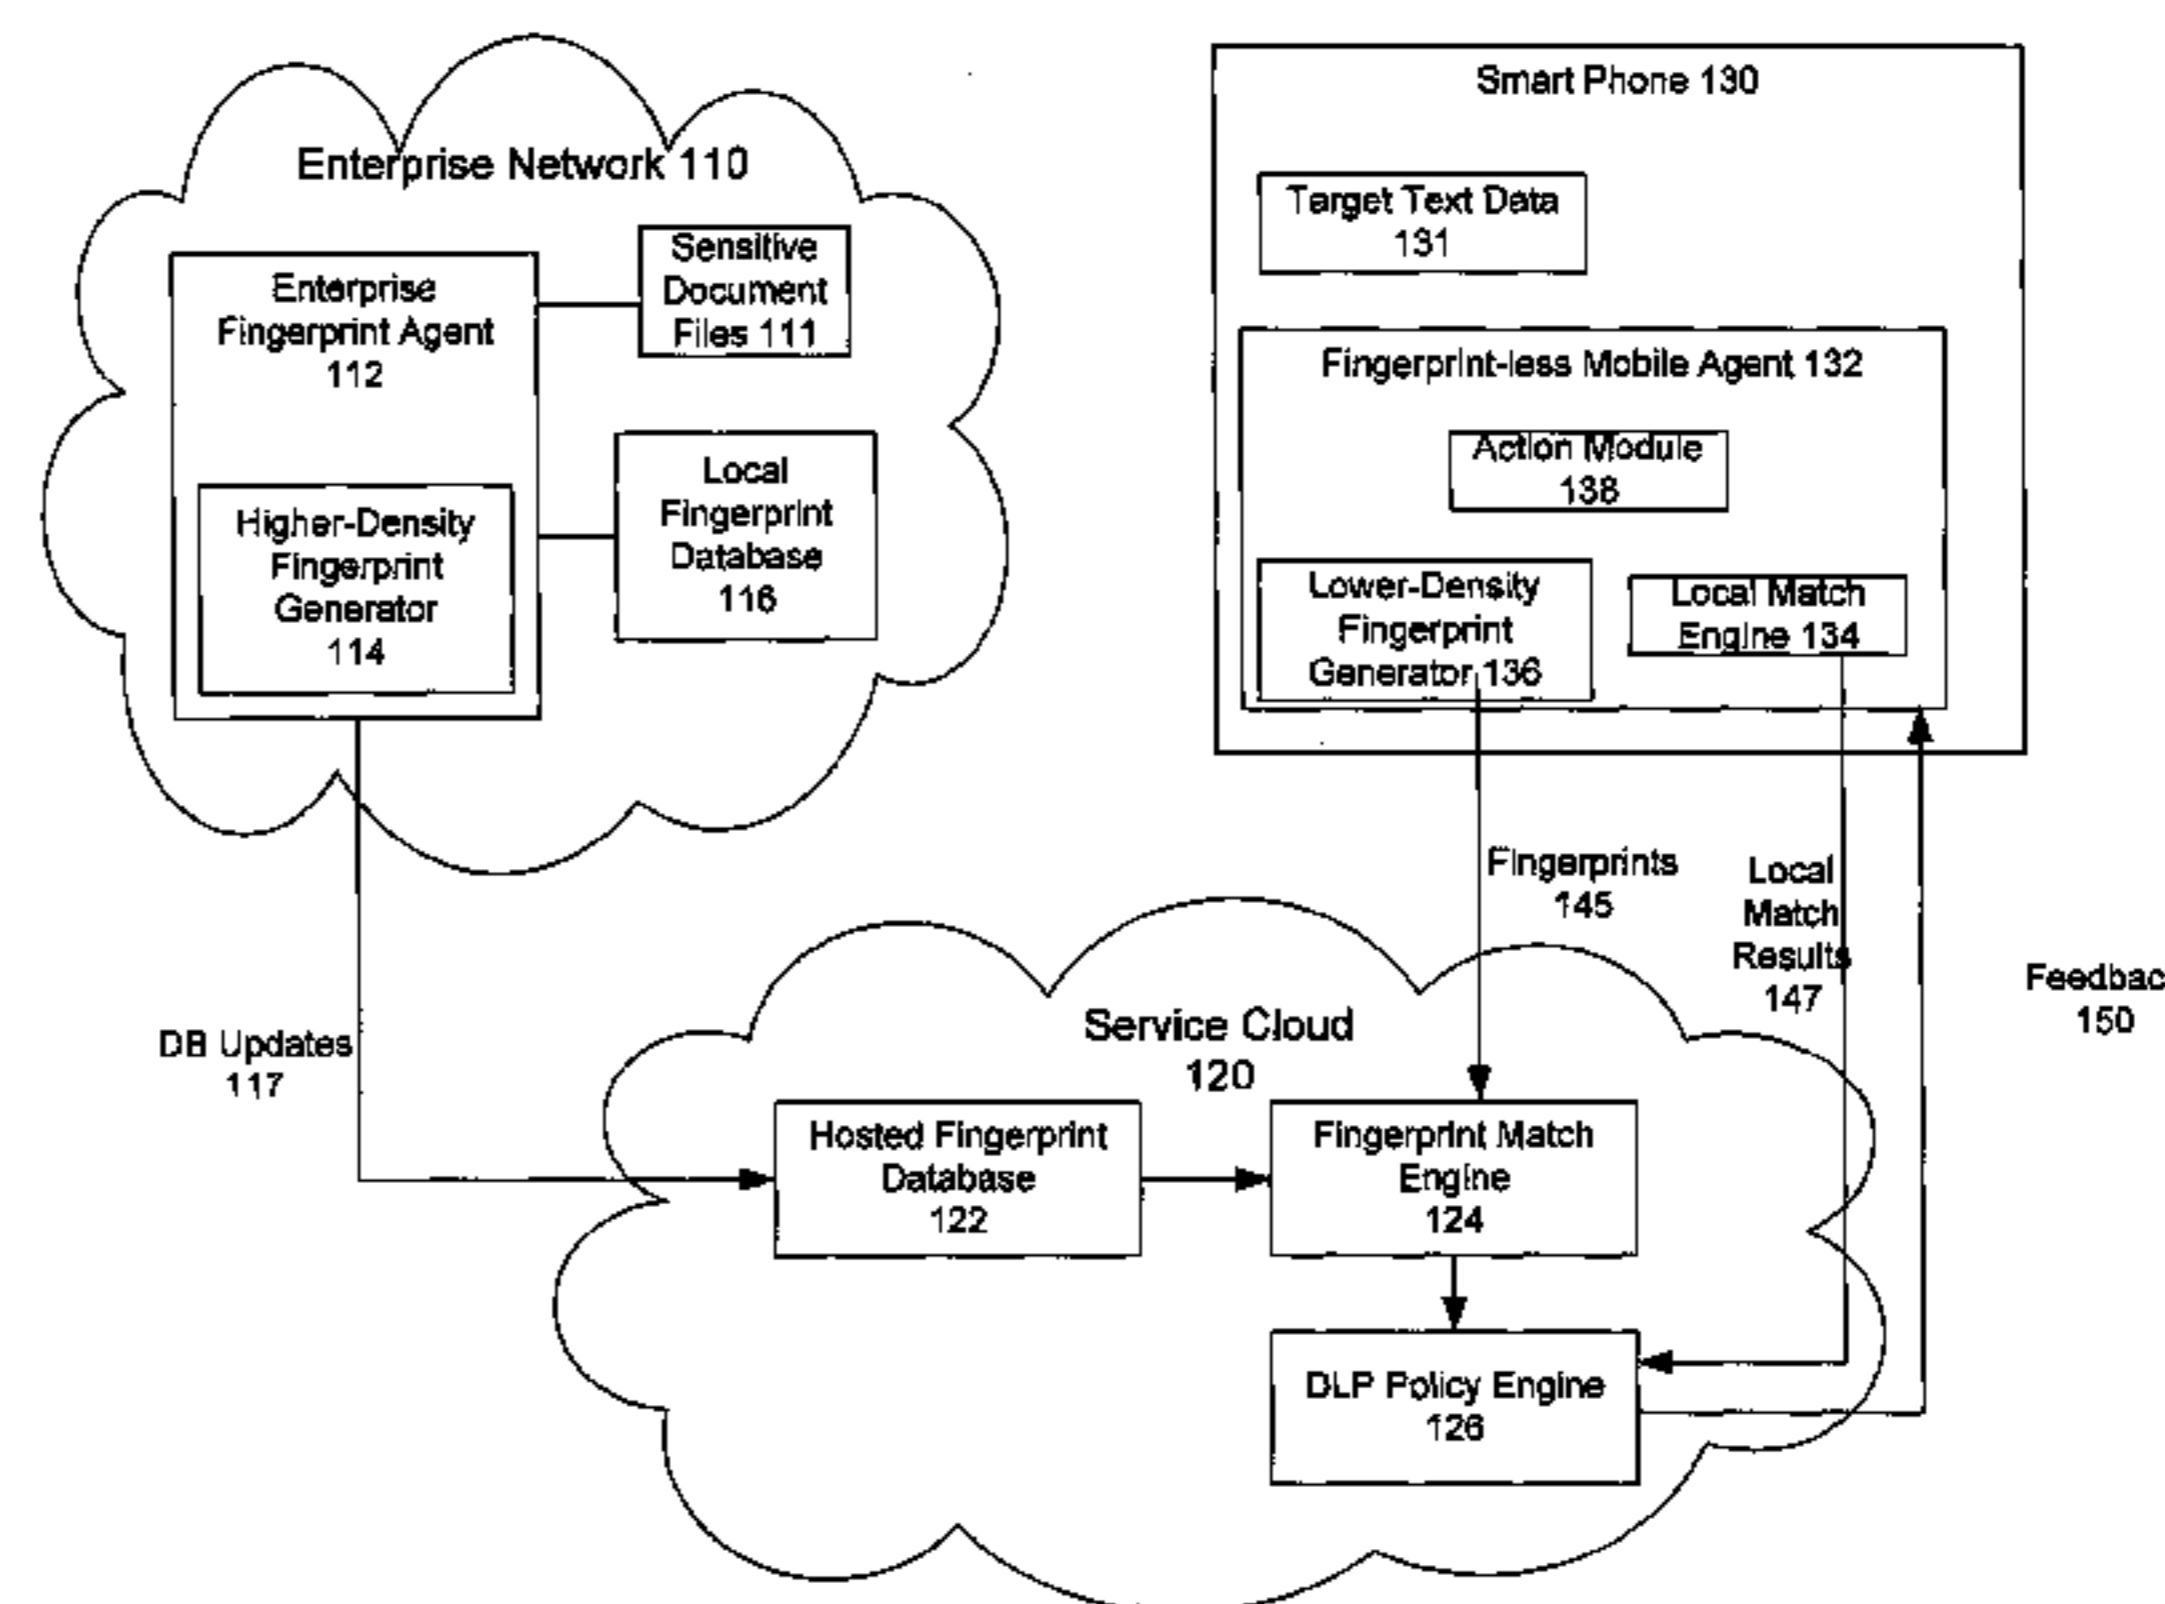 Enterprise Network 110
Enterprise
Fingerprint Agent
112
Sensitive
Document
Files 111
Higher-Density
Fingerprint
Generator
114
Local
Fingerprint
Database
116
Smart Phone 130
Target Text Data
131
Fingerprint-less Mobile Agent 132
Action Module
138
Lower-Density
Fingerprint
Generator 136
Local Match
Engine 134
Fingerprints
145
Local
Match
Results
147
Feedbac
150
DB Updates
117
Service Cloud
120
Hosted Fingerprint
Database
122
Fingerprint Match
Engine
124
DLP Policy Engine
126